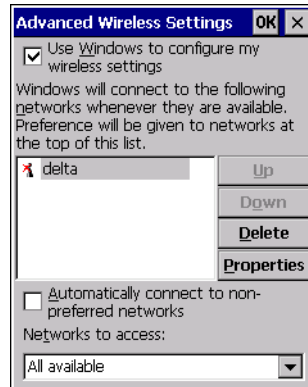 Advanced Wireless Settings OK ×
Use Windows to configure my
wireless settings
Windows will connect to the following
networks whenever they are available.
Preference will be given to networks at
the top of this list.
delta
Up
Down
Delete
Properties
Automatically connect to non-
preferred networks
Networks to access:
All available